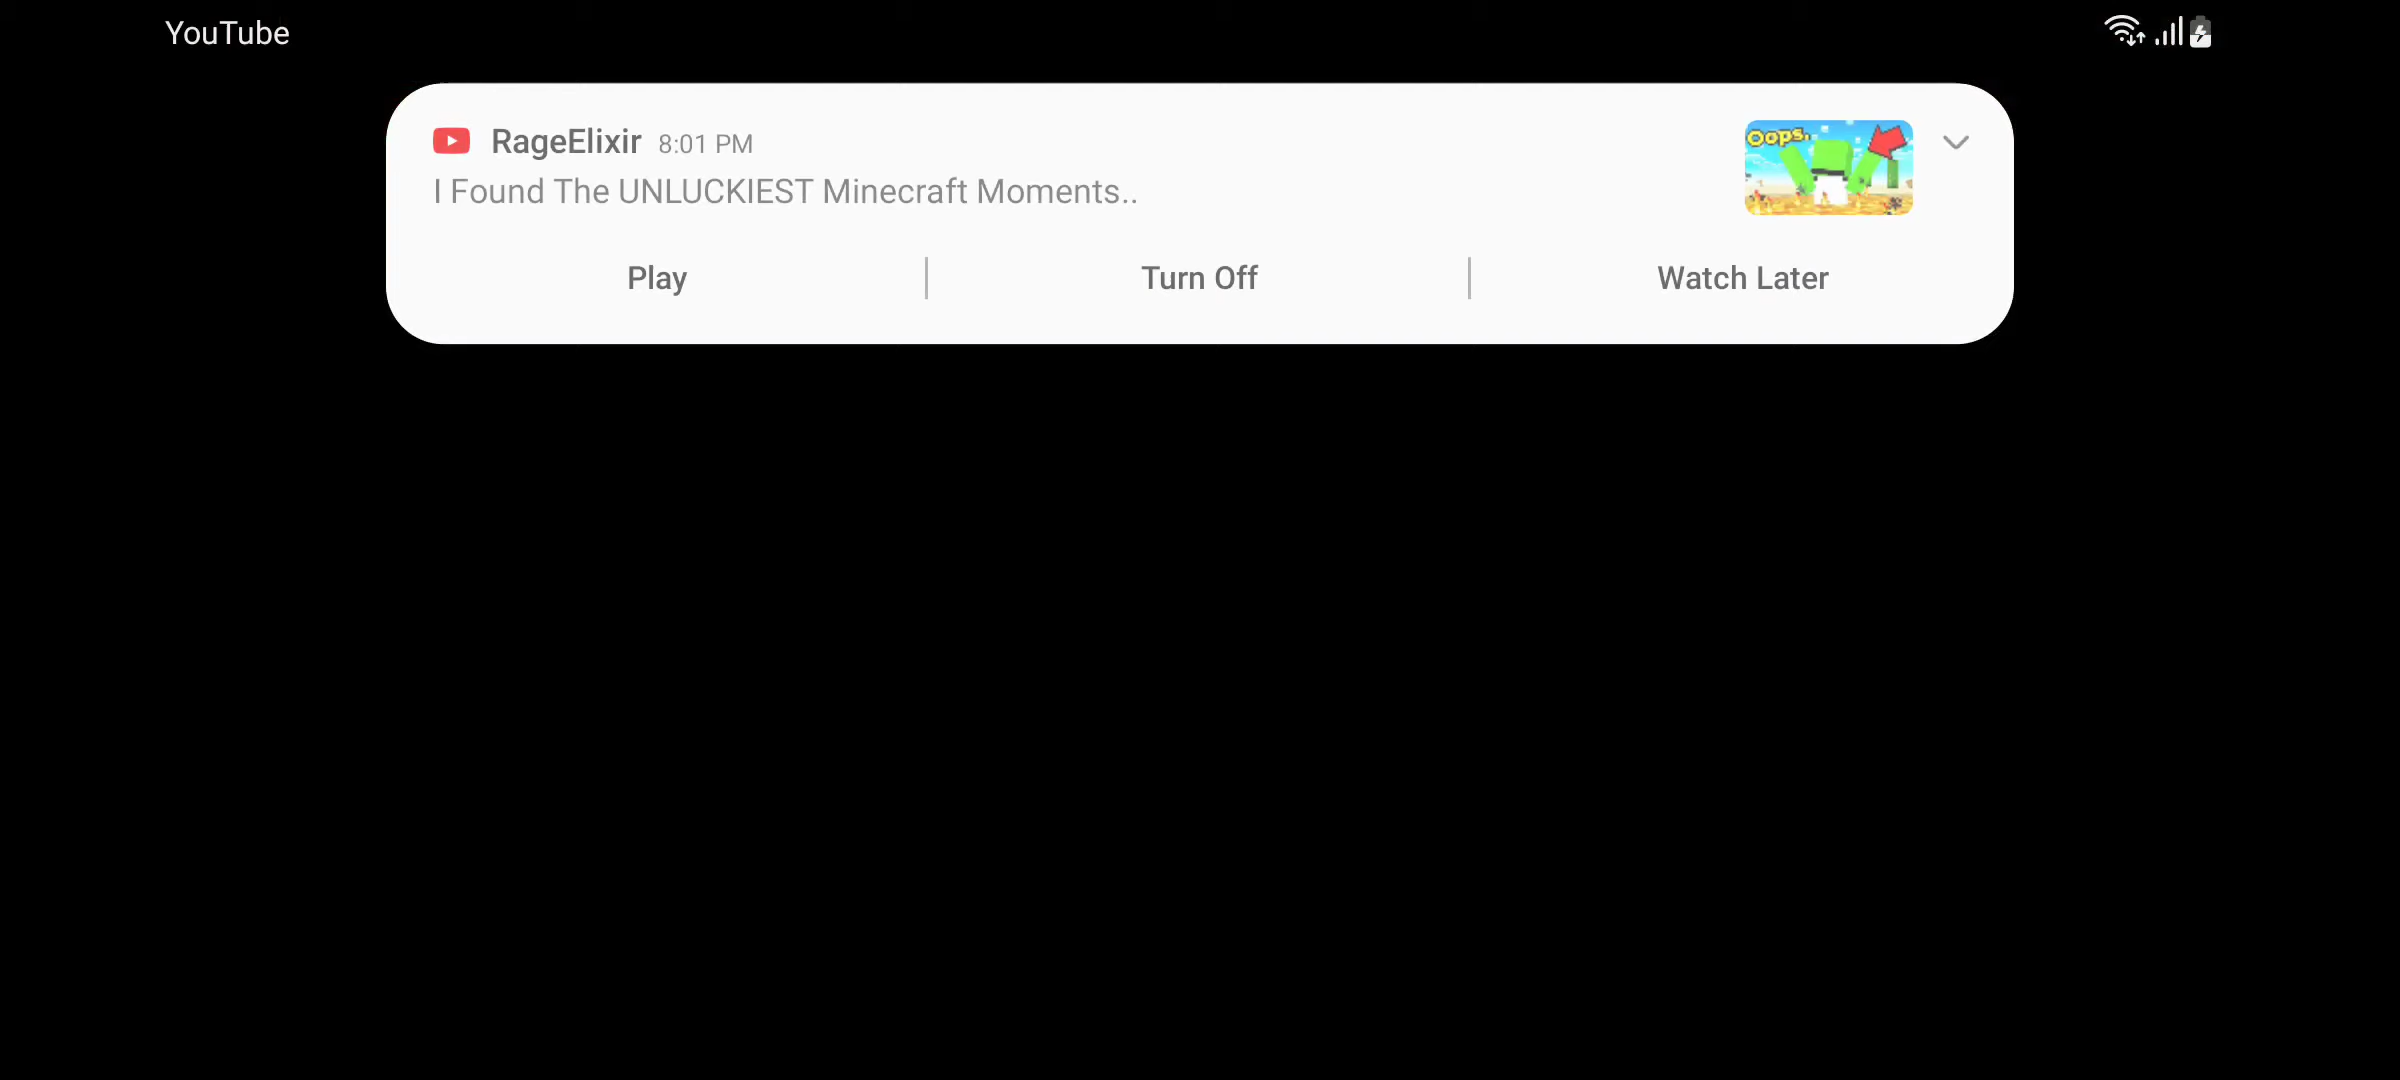 YouTube
RageElixir 8:01 PM
I Found The UNLUCKIEST Minecraft Moments..
Oops.
Play
Turn Off
Watch Later